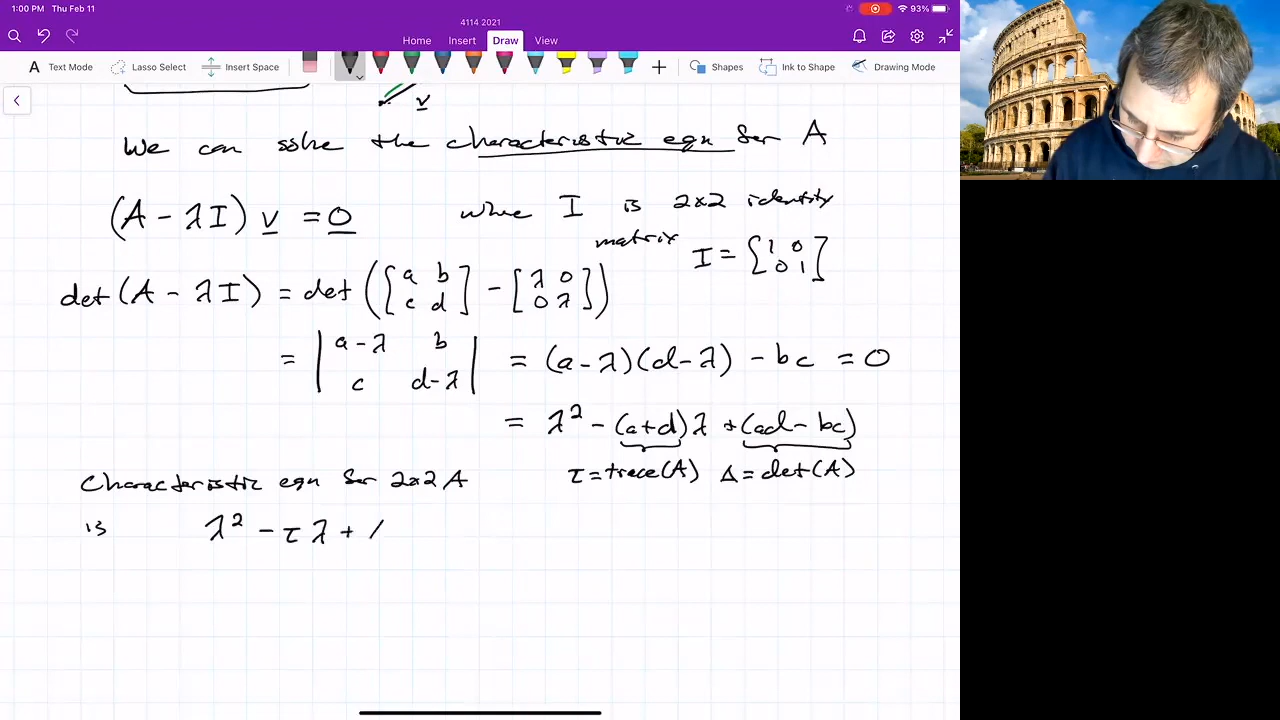 1:00 PM Thu Feb 11
93%
4114 2021
Home Insert Draw View
Text Mode Lasso Select Insert Space Shapes Ink to Shape Drawing Mode
v
We can solve the characteristic eqn for A
(A - λI) v = 0 where I is 2x2 identity
matrix I = [1 0
0 1]
det(A - λI) = det([a b
c d] - [λ 0
0 λ])
= |a-λ b
c d-λ| = (a-λ)(d-λ) - bc = 0
= λ² - (a+d)λ + (ad-bc)
τ = trace(A) Δ = det(A)
Characteristic eqn for 2x2 A
is λ² - τλ + /